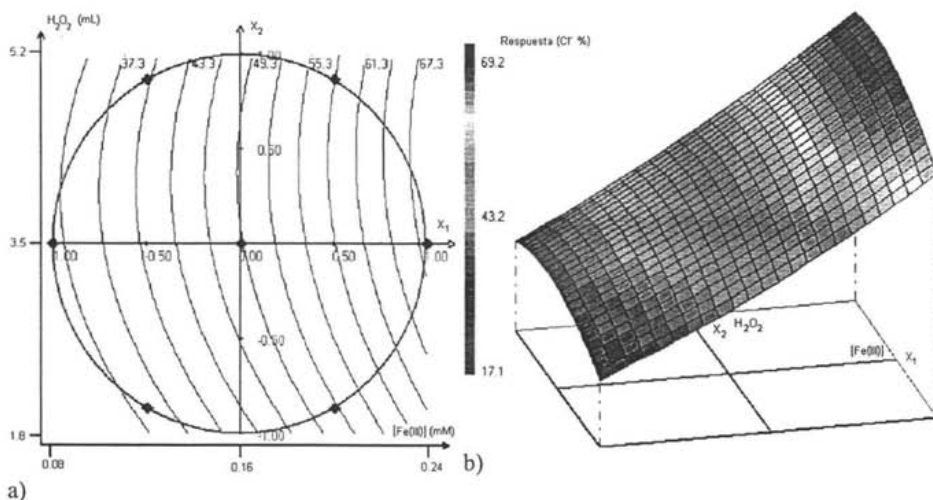 H₂O₂ (mL)
X₂
5.2
1.00
37.3
43.3
49.3
55.3
61.3
67.3
0.50
X₁
3.5
-0.50
0.00
0.50
1.00
-0.50
-1.00
[Fe(III)] (mM)
1.8
0.08
0.16
0.24
a)
Respuesta (Cl⁻ %)
69.2
43.2
17.1
X₂
H₂O₂
[Fe(III)]
X₁
b)